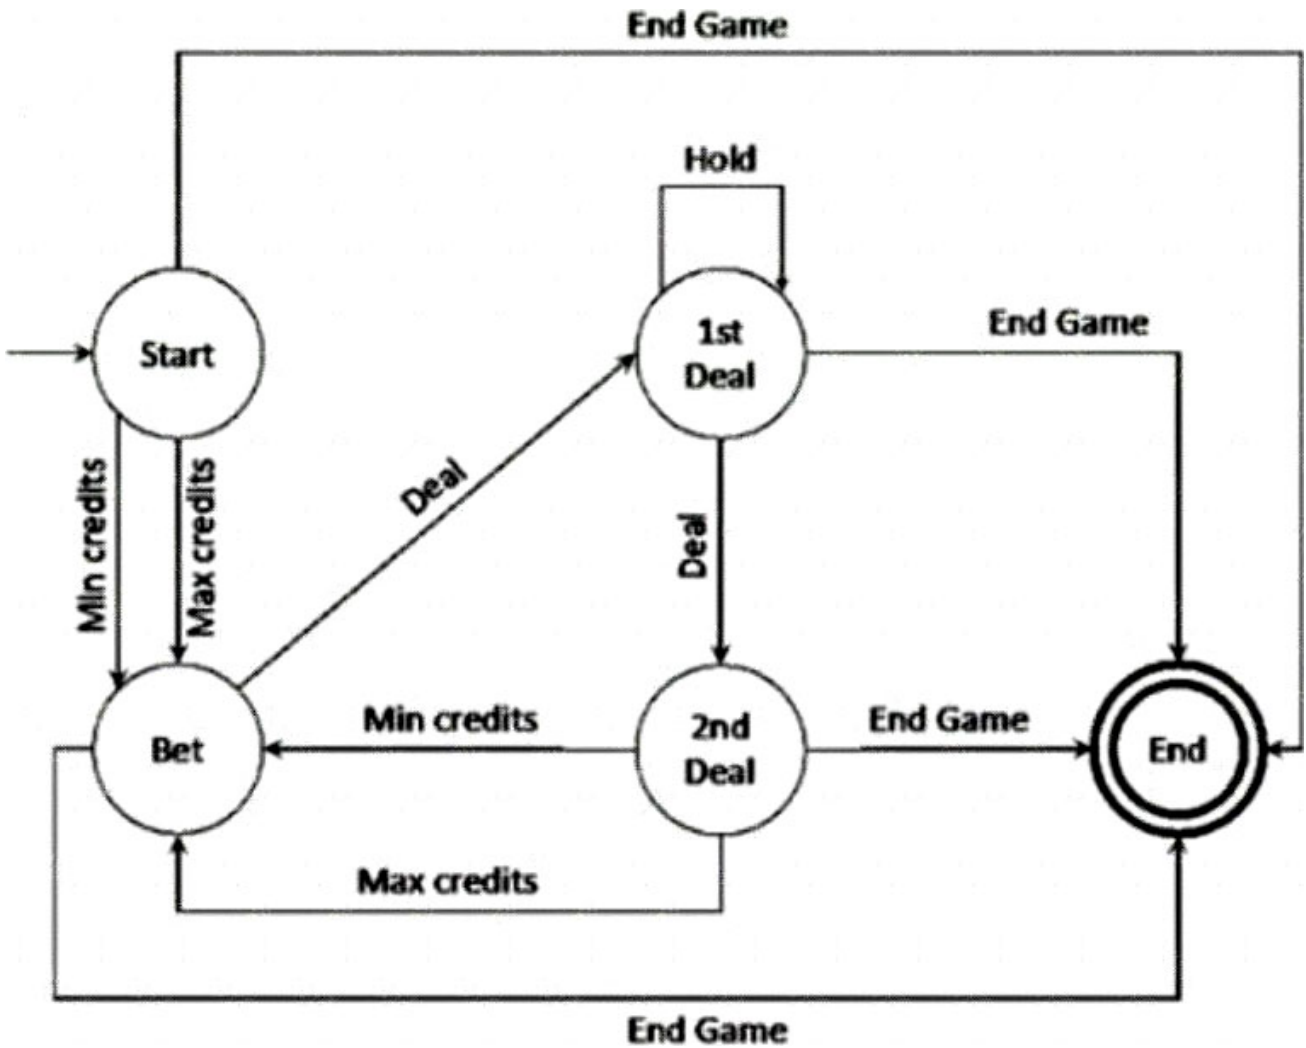 End Game
Hold
Start
1st
Deal
End Game
Min credits
Max credits
Deal
Deal
Bet
Min credits
2nd
Deal
End Game
End
Max credits
End Game